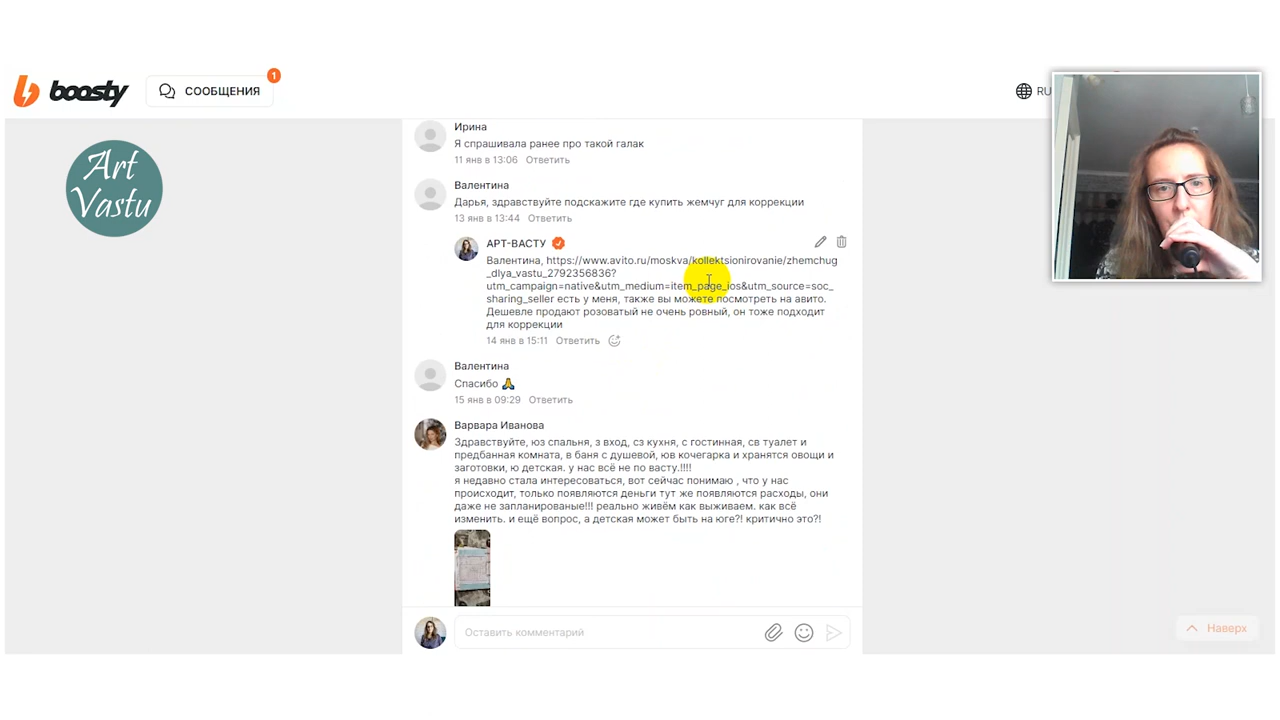 boosty
СООБЩЕНИЯ
1
RU
Art
Vastu
Ирина
Я спрашивала ранее про такой галак
11 янв в 13:06 Ответить
Валентина
Дарья, здравствуйте подскажите где купить жемчуг для коррекции
13 янв в 13:44 Ответить
АРТ-ВАСТУ
Валентина, https://www.avito.ru/moskva/kollektsionirovanie/zhemchug
_dlya_vastu_2792356836?
utm_campaign=native&utm_medium=item_page_ios&utm_source=soc_
sharing_seller есть у меня, также вы можете посмотреть на авито.
Дешевле продают розоватый не очень ровный, он тоже подходит
для коррекции
14 янв в 15:11 Ответить
Валентина
Спасибо 🙏
15 янв в 09:29 Ответить
Варвара Иванова
Здравствуйте, юз спальня, з вход, сз кухня, с гостинная, св туалет и
предбанная комната, в баня с душевой, юв кочегарка и хранятся овощи и
заготовки, ю детская. у нас всё не по васту.!!!!
я недавно стала интересоваться, вот сейчас понимаю , что у нас
происходит, только появляются деньги тут же появляются расходы, они
даже не запланированые!!! реально живём как выживаем. как всё
изменить. и ещё вопрос, а детская может быть на юге?! критично это?!
Оставить комментарий
Наверх